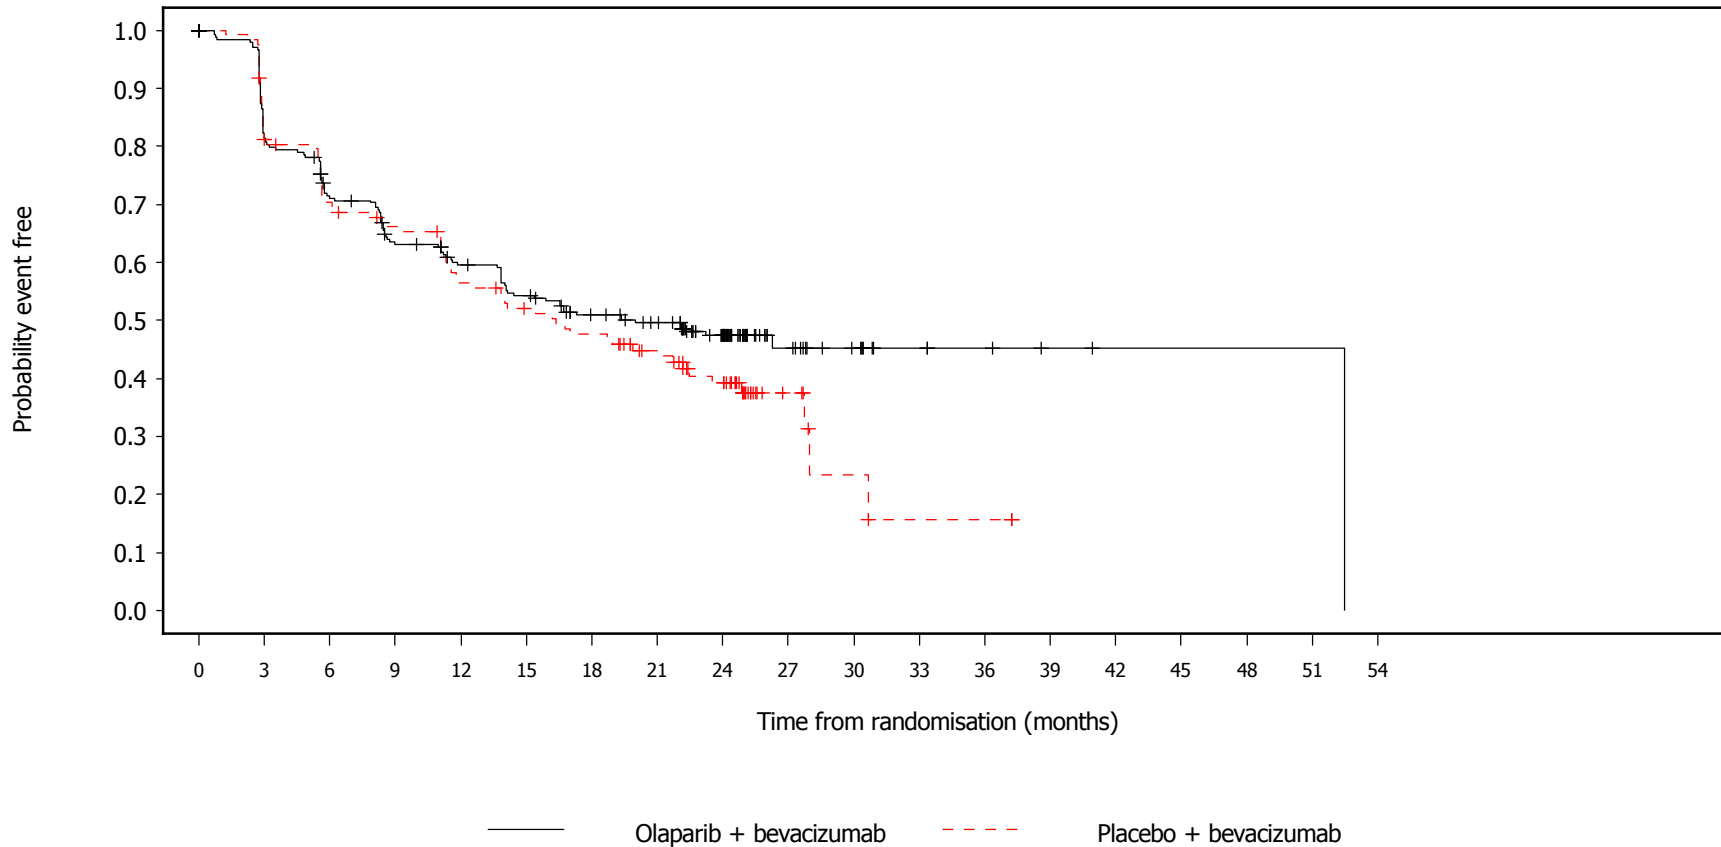 Probability event free
1.0
0.9
0.8
0.7
0.6
0.5
0.4
0.3
0.2
0.1
0.0
0 3 6 9 12 15 18 21 24 27 30 33 36 39 42 45 48 51 54
Time from randomisation (months)
Olaparib + bevacizumab Placebo + bevacizumab